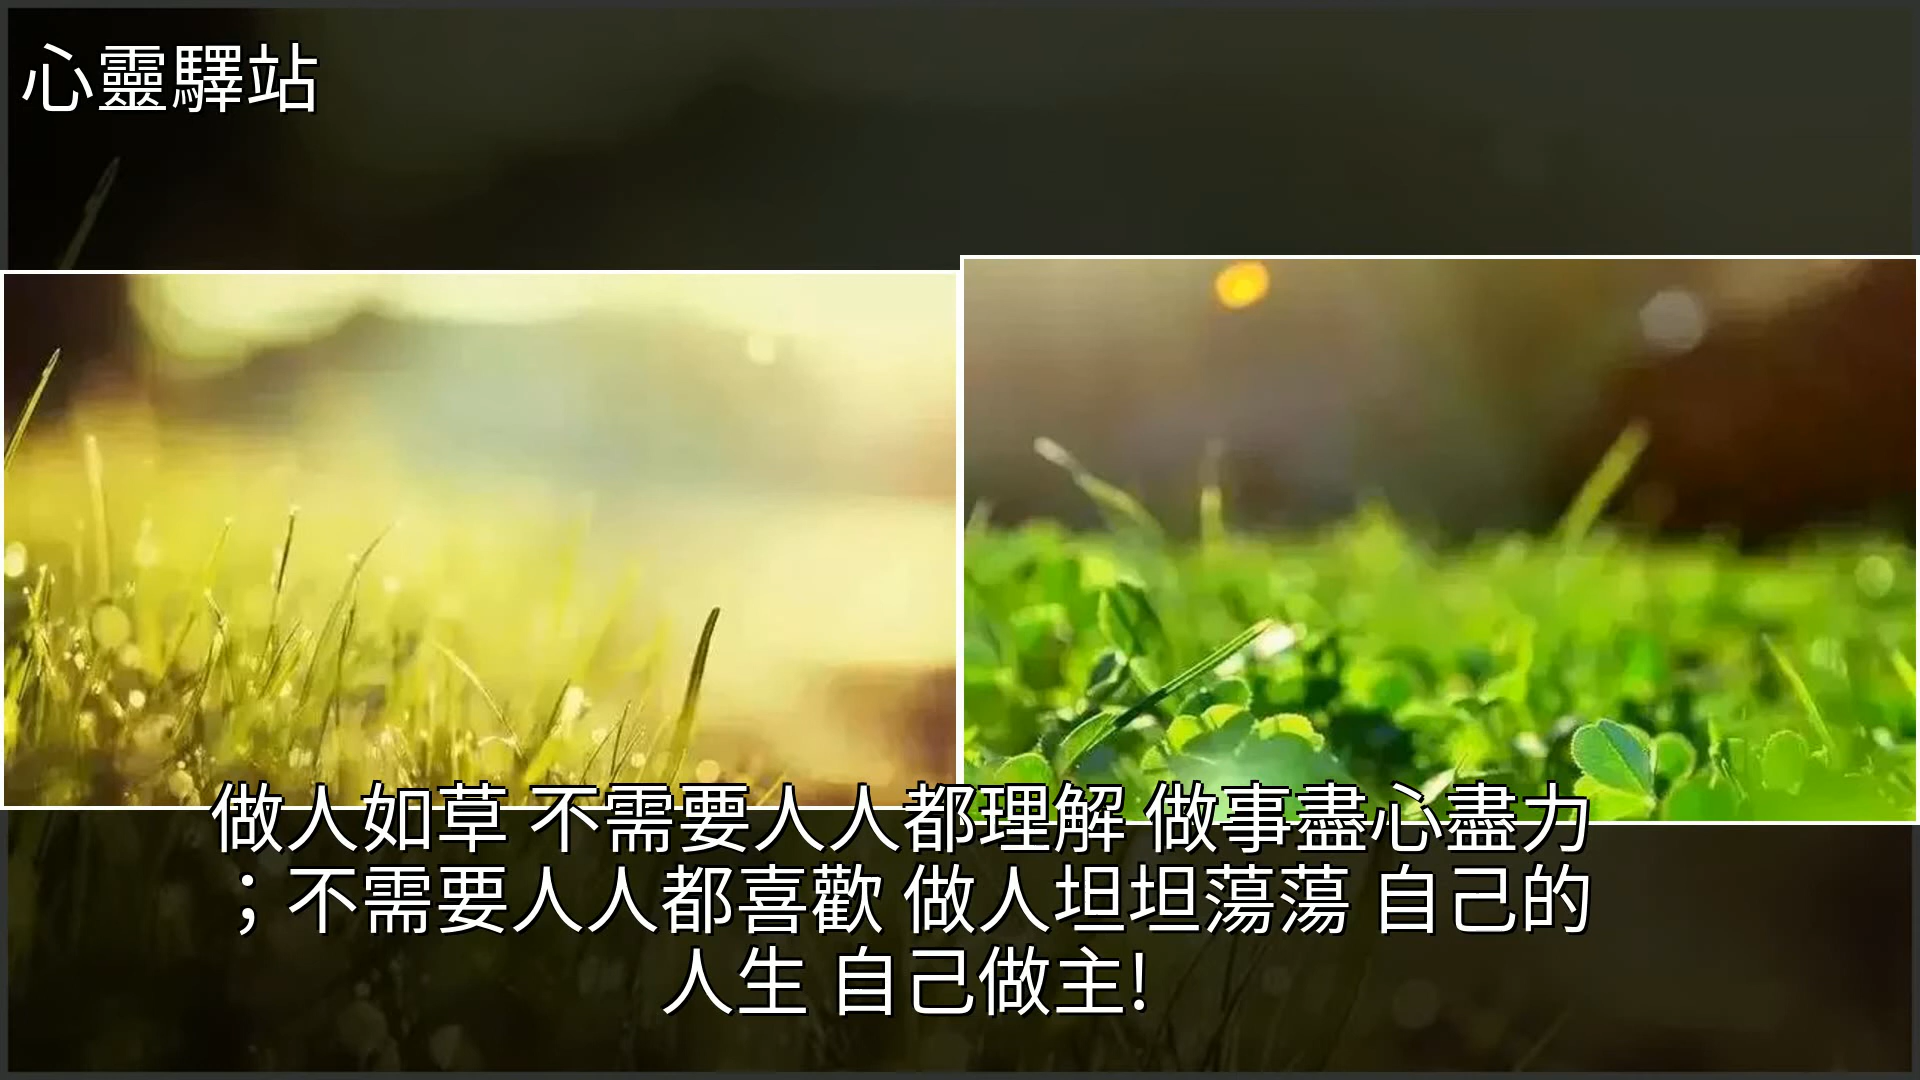 心靈驛站
做人如草 不需要人人都理解 做事盡心盡力
；不需要人人都喜歡 做人坦坦蕩蕩 自己的
人生 自己做主!